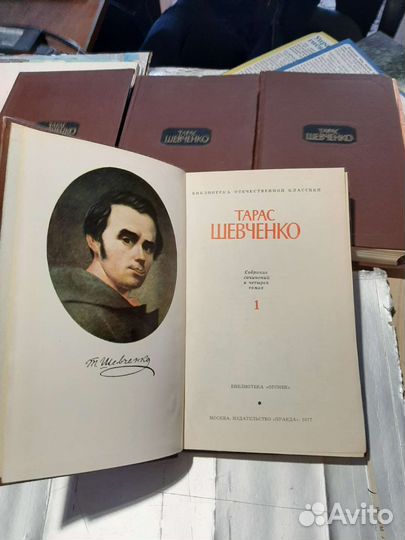 ТАРАС
ШЕВЧЕНКО
ТАРАС
ШЕВЧЕНКО
ТАРАС
ШЕВЧЕНКО
БИБЛИОТЕКА ОТЕЧЕСТВЕННОЙ КЛАССИКИ
ТАРАС
ШЕВЧЕНКО
Собрание
сочинений
в четырех
томах
1
БИБЛИОТЕКА «ОГОНЕК»
МОСКВА. ИЗДАТЕЛЬСТВО «ПРАВДА». 1977
Т. Шевченко
Avito